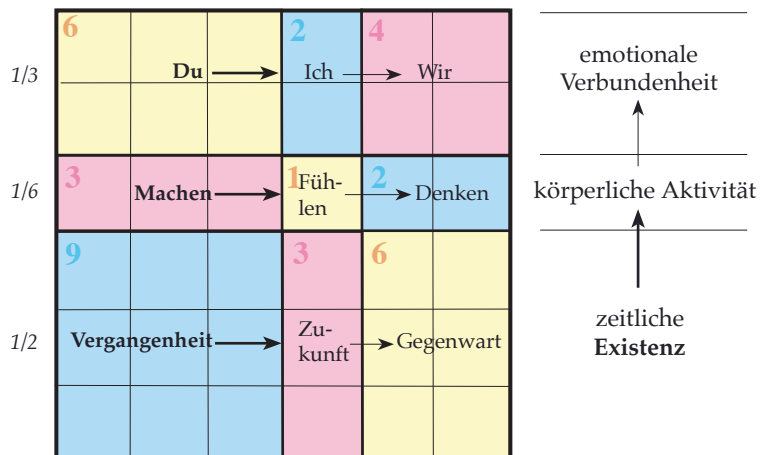 6 2 4
emotionale
Verbundenheit
1/3 Du Ich Wir
3 1 2
1/6 Machen Füh-
len Denken
körperliche Aktivität
9 3 6
1/2 Vergangenheit Zu-
kunft Gegenwart
zeitliche
Existenz